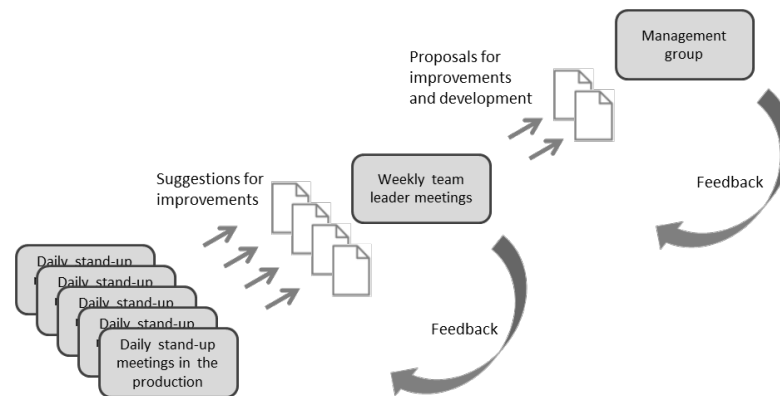 Management
group
Proposals for
improvements
and development
Feedback
Weekly team
leader meetings
Suggestions for
improvements
Feedback
Daily stand-up
Daily stand-up
Daily stand-up
Daily stand-up
Daily stand-up
meetings in the
production